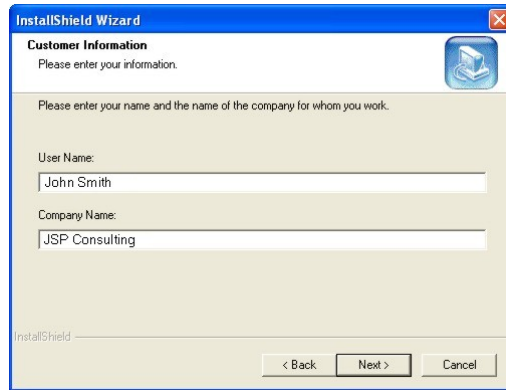 InstallShield Wizard
Customer Information
Please enter your information.
Please enter your name and the name of the company for whom you work.
User Name:
John Smith
Company Name:
JSP Consulting
InstallShield
< Back
Next >
Cancel